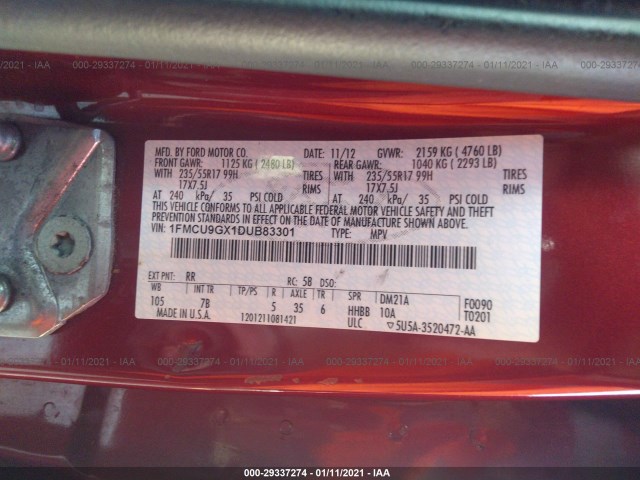 000-29337274 - 01/11/2021 - IAA
MFD. BY FORD MOTOR CO.
DATE: 11/12 GVWR: 2159 KG ( 4760 LB)
FRONT GAWR: 1125 KG ( 2480 LB)
REAR GAWR: 1040 KG ( 2293 LB)
WITH 235/55R17 99H TIRES
WITH 235/55R17 99H TIRES
17X7.5J RIMS
17X7.5J RIMS
AT 240 kPa/ 35 PSI COLD
AT 240 kPa/ 35 PSI COLD
THIS VEHICLE CONFORMS TO ALL APPLICABLE FEDERAL MOTOR VEHICLE SAFETY AND THEFT
PREVENTION STANDARDS IN EFFECT ON THE DATE OF MANUFACTURE SHOWN ABOVE.
VIN: 1FMCU9GX1DUB83301 TYPE: MPV
EXT PNT: RR RC: 58 DSO:
WB INT TR TP/PS R AXLE TR SPR DM21A F0090
105 7B 5 35 6 HHBB 10A T0201
MADE IN U.S.A. 1201211081421 ULC 5U5A-3520472-AA
000-29337274 - 01/11/2021 - IAA